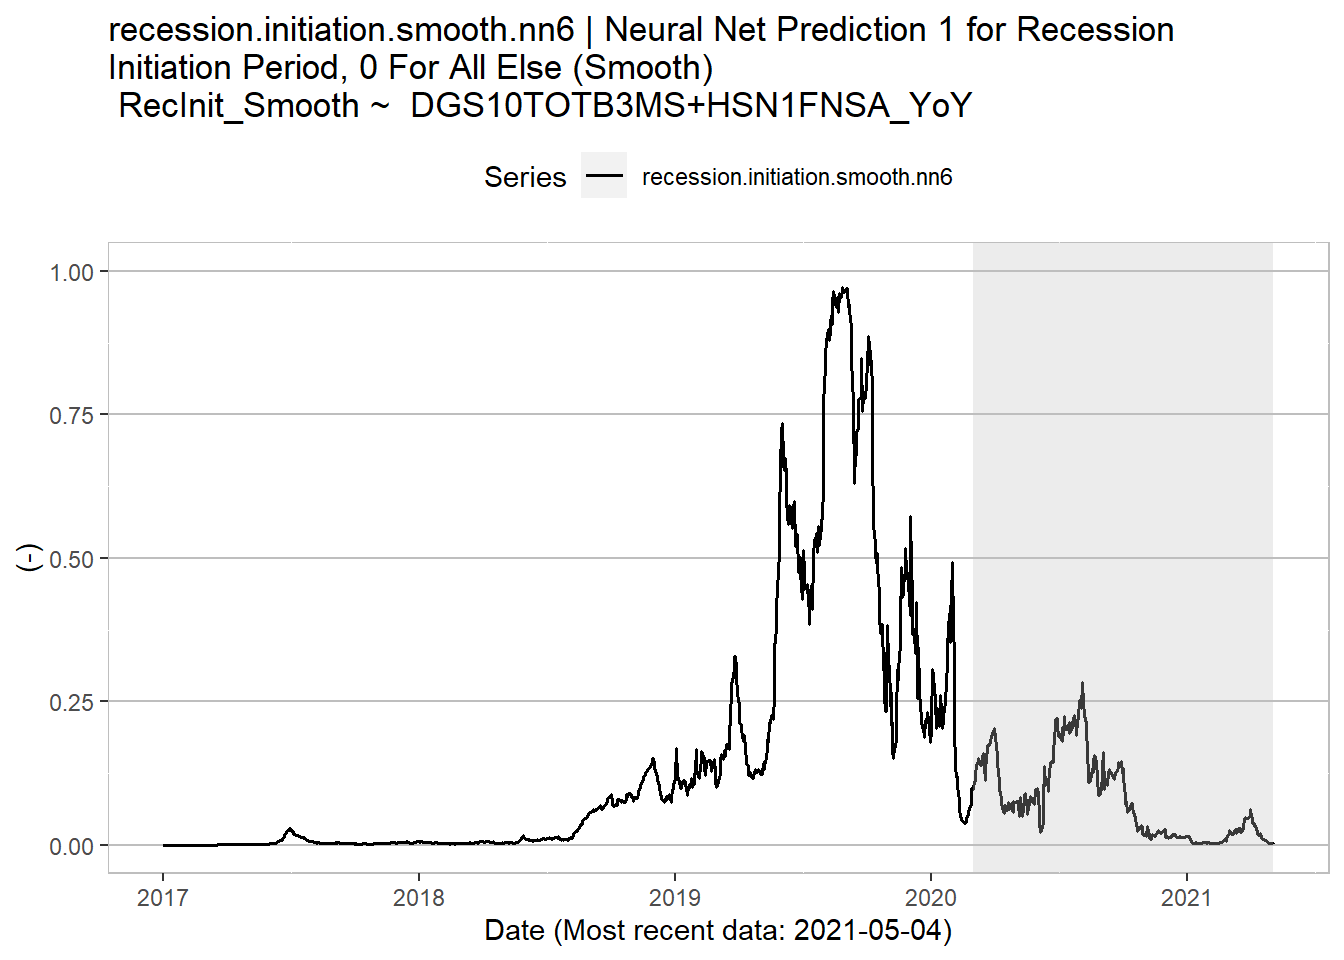 recession.initiation.smooth.nn6 | Neural Net Prediction 1 for Recession
Initiation Period, 0 For All Else (Smooth)
RecInit_Smooth ~  DGS10TOTB3MS+HSN1FNSA_YoY
Series recession.initiation.smooth.nn6
1.00
0.75
0.50
0.25
0.00
(-)
2017 2018 2019 2020 2021
Date (Most recent data: 2021-05-04)